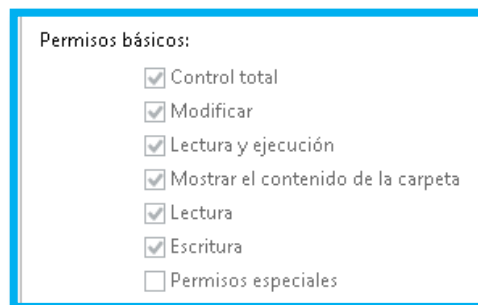 Permisos básicos:
Control total
Modificar
Lectura y ejecución
Mostrar el contenido de la carpeta
Lectura
Escritura
Permisos especiales